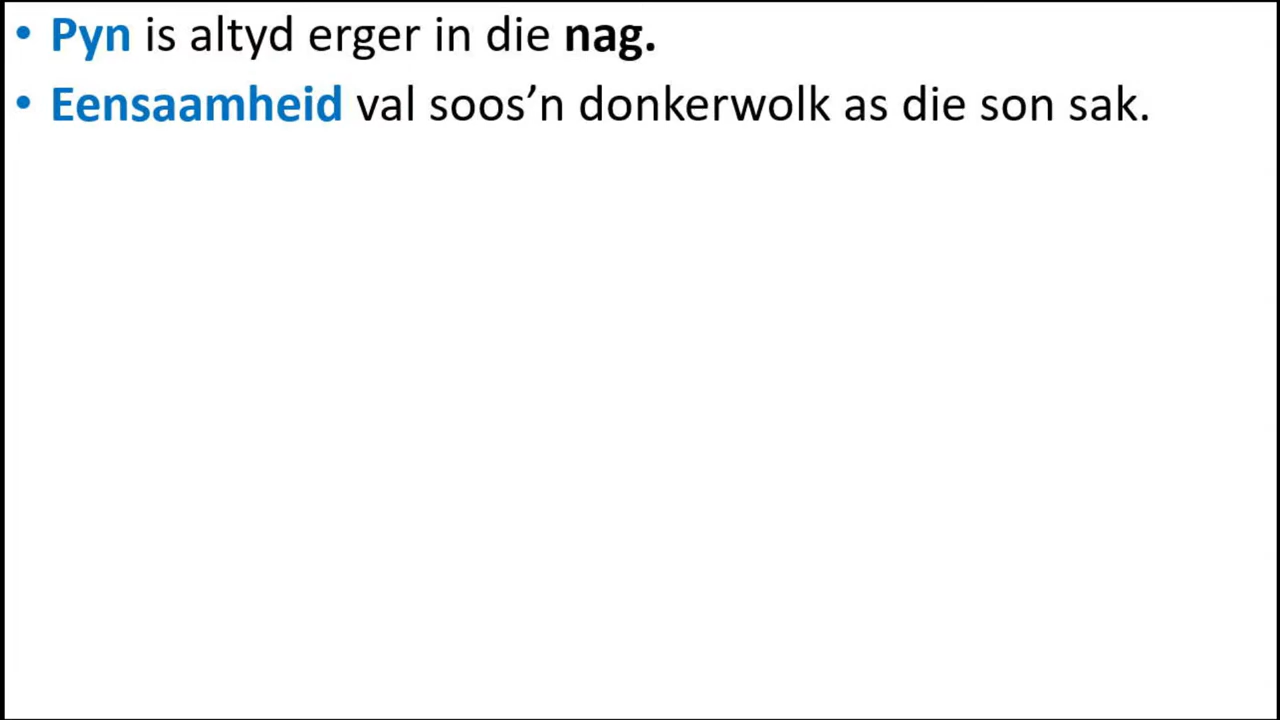 • Pyn is altyd erger in die nag.
• Eensaamheid val soos’n donkerwolk as die son sak.